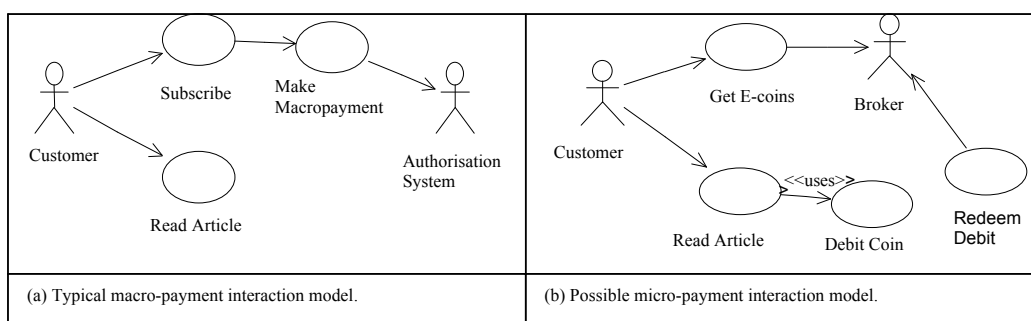 Subscribe
Make
Macropayment
Customer
Authorisation
System
Read Article
(a) Typical macro-payment interaction model.
Get E-coins
Broker
Customer
<<uses>>
Read Article
Debit Coin
Redeem
Debit
(b) Possible micro-payment interaction model.